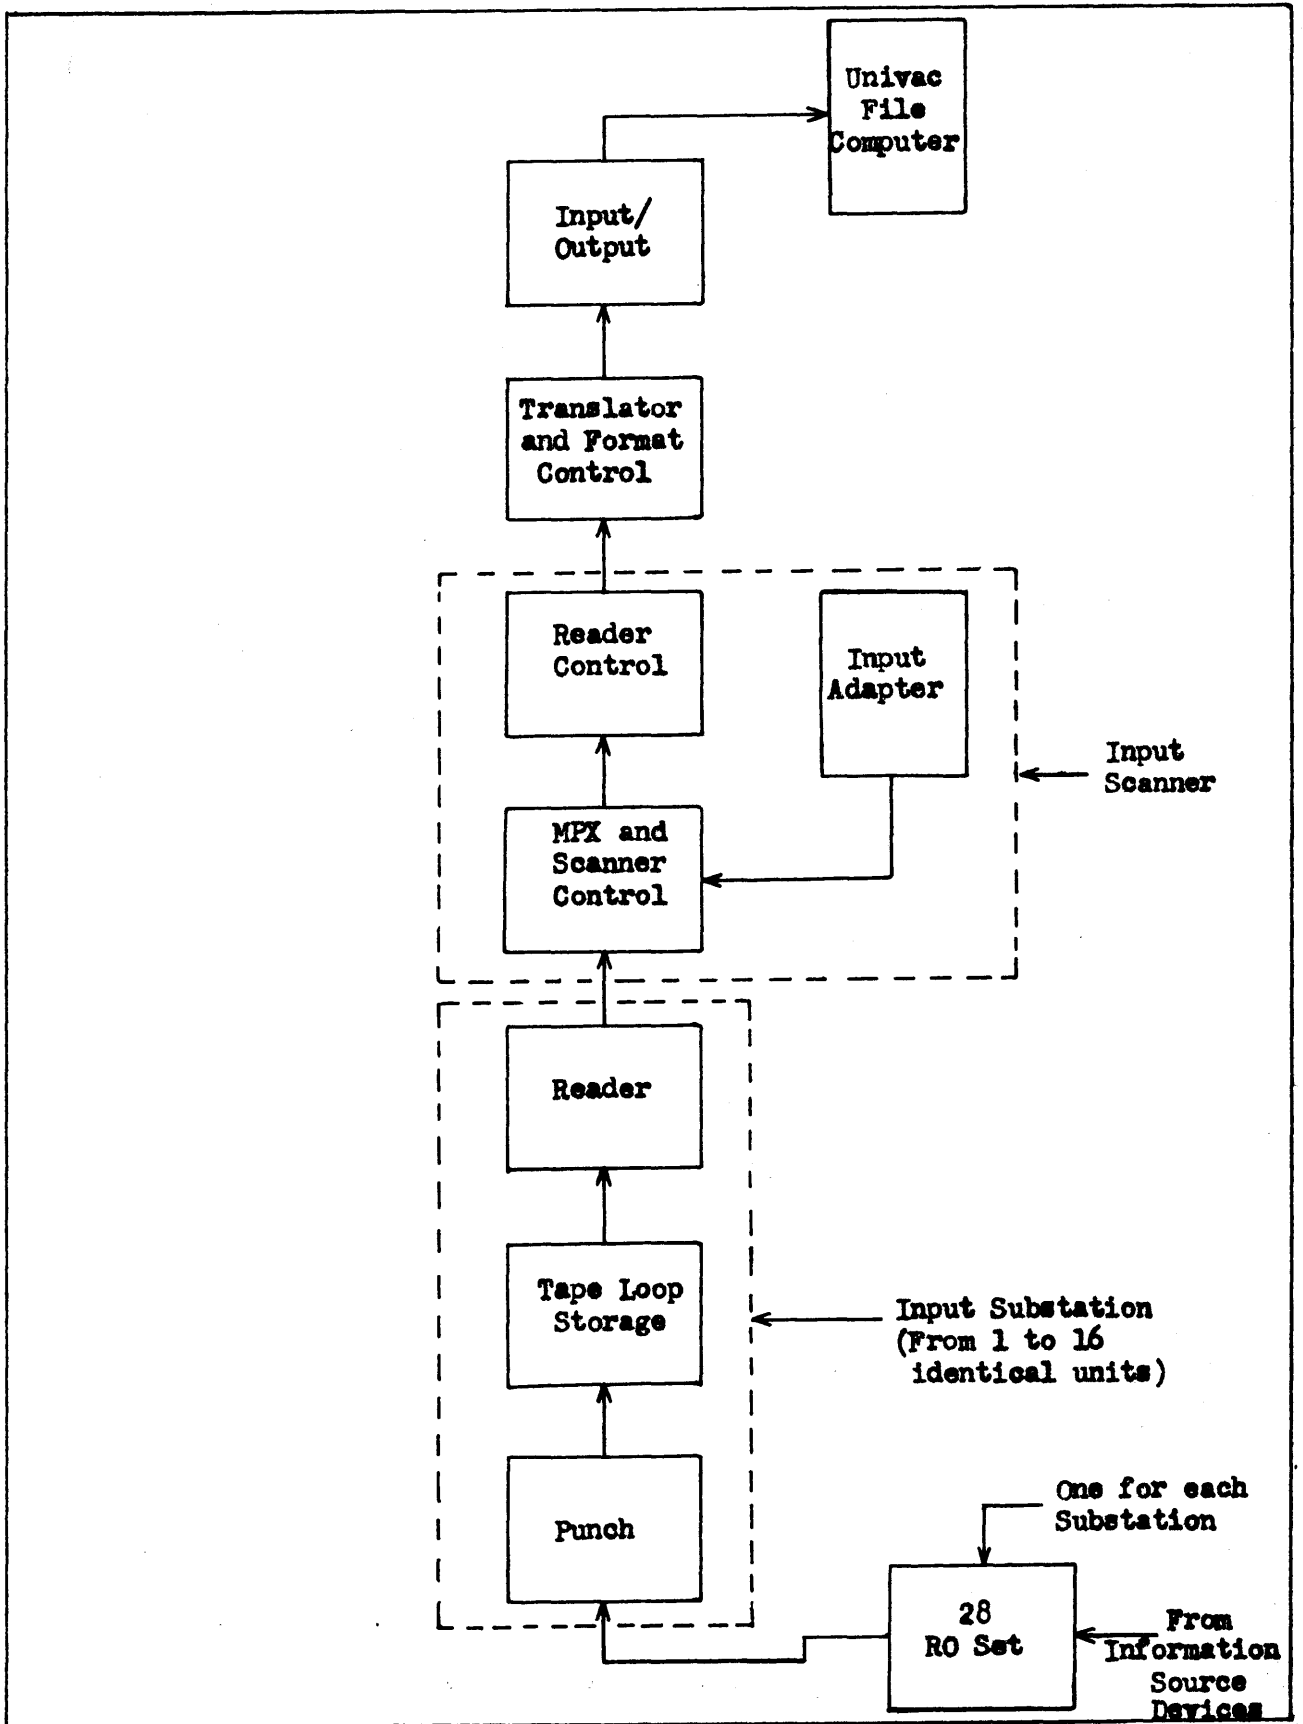 Univac
File
Computer
Input/
Output
Translator
and Format
Control
Reader
Control
Input
Adapter
Input
Scanner
MPX and
Scanner
Control
Reader
Tape Loop
Storage
Input Substation
(From 1 to 16
identical units)
Punch
One for each
Substation
28
RO Set
From
Information
Source
Devices